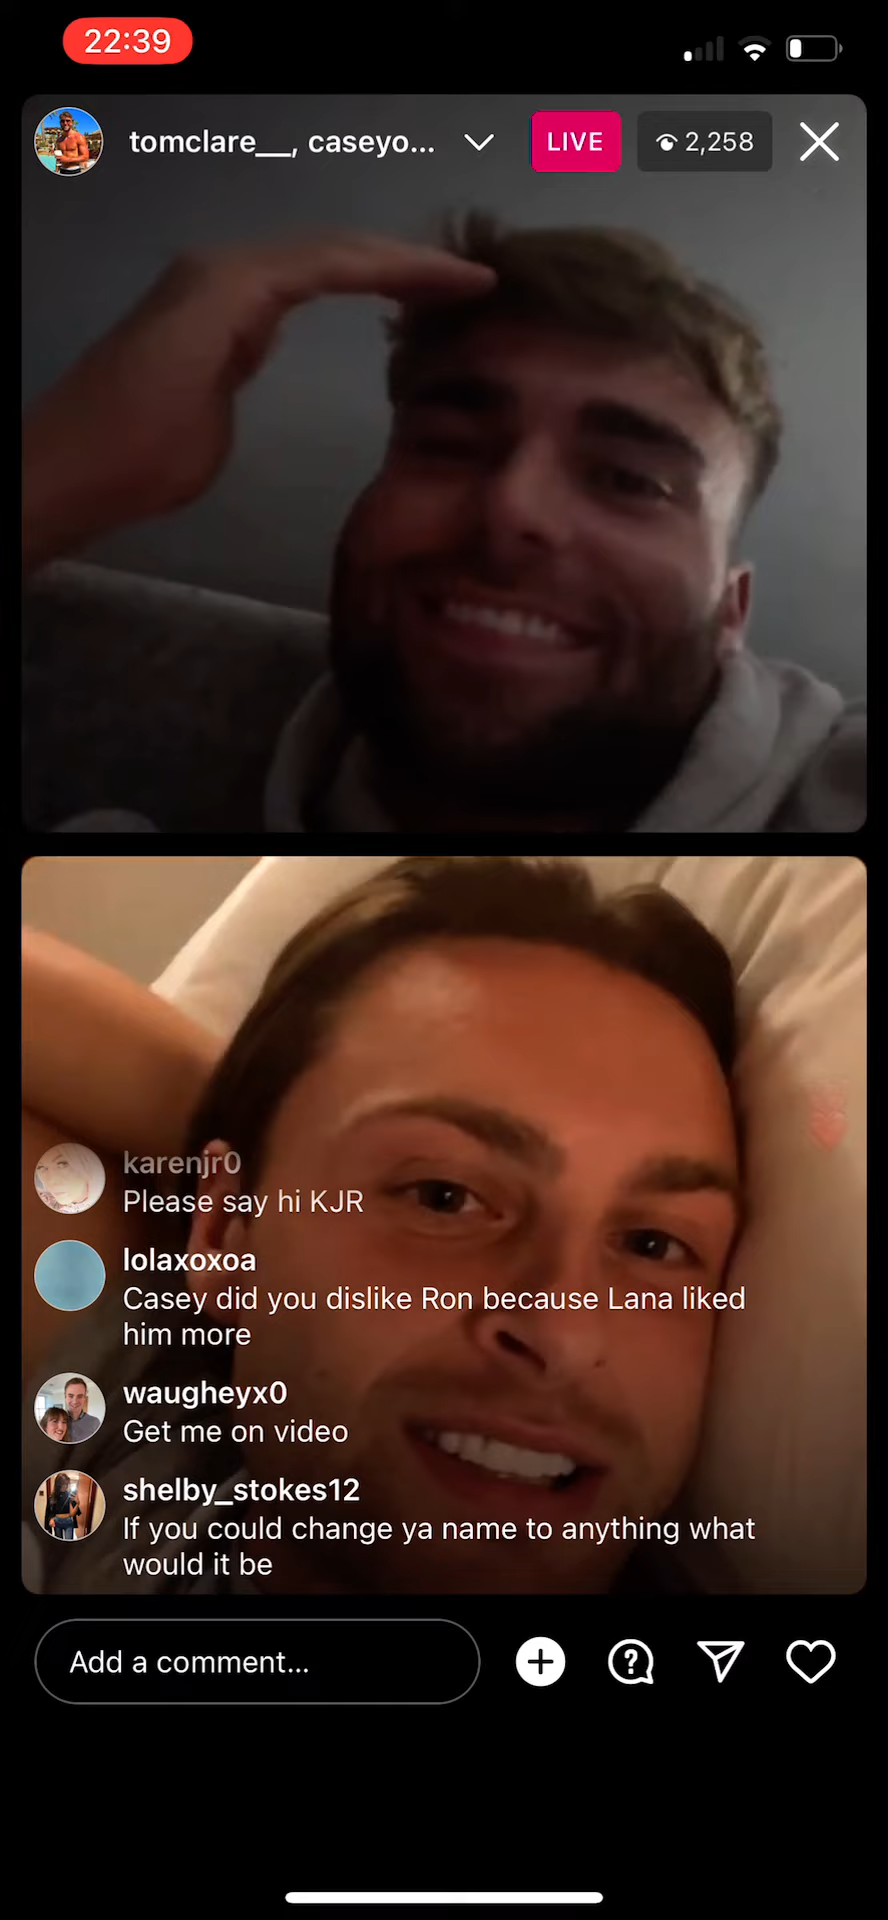 22:39
tomclare__, caseyo...
LIVE
2,258
karenjr0
Please say hi KJR
lolaxoxoa
Casey did you dislike Ron because Lana liked
him more
waugheyx0
Get me on video
shelby_stokes12
If you could change ya name to anything what
would it be
Add a comment...